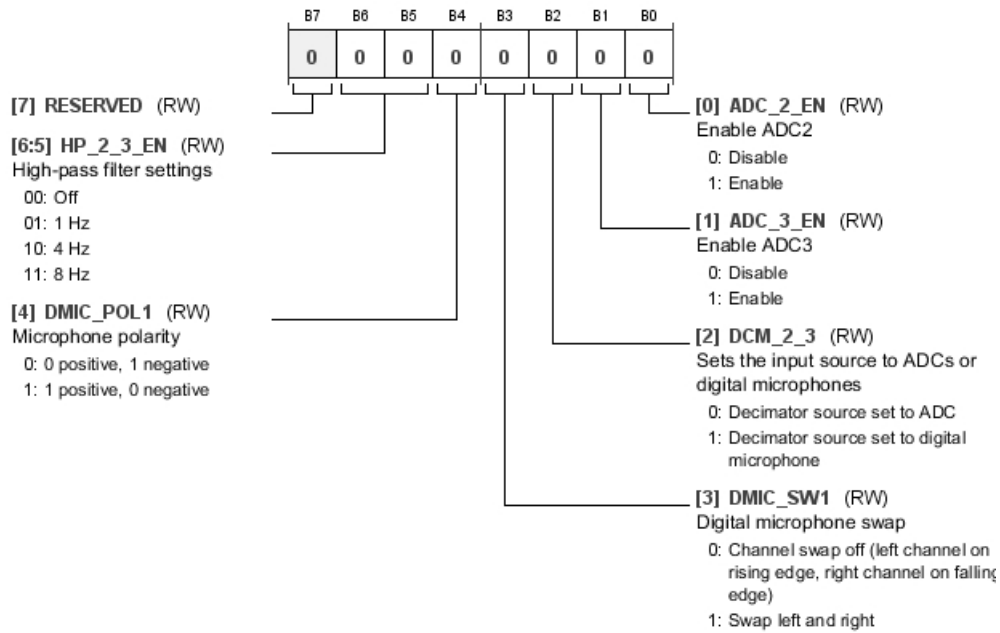 B7 B6 B5 B4 B3 B2 B1 B0
0 0 0 0 0 0 0 0
[7] RESERVED (RW)
[6:5] HP_2_3_EN (RW)
High-pass filter settings
00: Off
01: 1 Hz
10: 4 Hz
11: 8 Hz
[4] DMIC_POL1 (RW)
Microphone polarity
0: 0 positive, 1 negative
1: 1 positive, 0 negative
[0] ADC_2_EN (RW)
Enable ADC2
0: Disable
1: Enable
[1] ADC_3_EN (RW)
Enable ADC3
0: Disable
1: Enable
[2] DCM_2_3 (RW)
Sets the input source to ADCs or
digital microphones
0: Decimator source set to ADC
1: Decimator source set to digital
microphone
[3] DMIC_SW1 (RW)
Digital microphone swap
0: Channel swap off (left channel on
rising edge, right channel on falling
edge)
1: Swap left and right